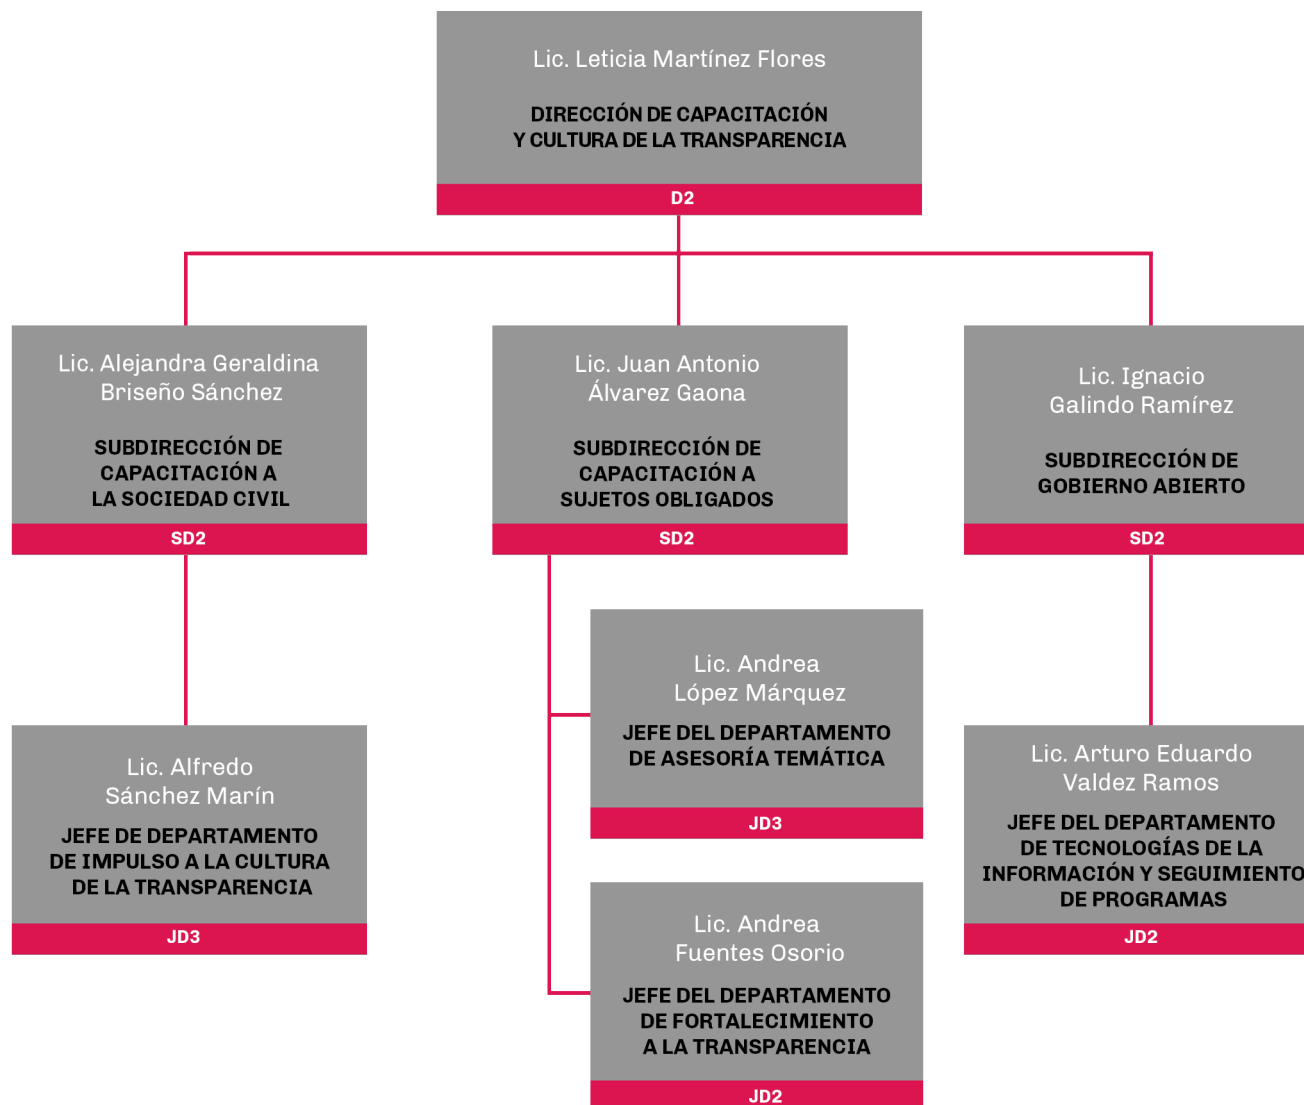 Lic. Leticia Martínez Flores
DIRECCIÓN DE CAPACITACIÓN
Y CULTURA DE LA TRANSPARENCIA
D2
Lic. Alejandra Geraldina
Briseño Sánchez
SUBDIRECCIÓN DE
CAPACITACIÓN A
LA SOCIEDAD CIVIL
SD2
Lic. Juan Antonio
Álvarez Gaona
SUBDIRECCIÓN DE
CAPACITACIÓN A
SUJETOS OBLIGADOS
SD2
Lic. Ignacio
Galindo Ramírez
SUBDIRECCIÓN DE
GOBIERNO ABIERTO
SD2
Lic. Alfredo
Sánchez Marín
JEFE DE DEPARTAMENTO
DE IMPULSO A LA CULTURA
DE LA TRANSPARENCIA
JD3
Lic. Andrea
López Márquez
JEFE DEL DEPARTAMENTO
DE ASESORÍA TEMÁTICA
JD3
Lic. Andrea
Fuentes Osorio
JEFE DEL DEPARTAMENTO
DE FORTALECIMIENTO
A LA TRANSPARENCIA
JD2
Lic. Arturo Eduardo
Valdez Ramos
JEFE DEL DEPARTAMENTO
DE TECNOLOGÍAS DE LA
INFORMACIÓN Y SEGUIMIENTO
DE PROGRAMAS
JD2